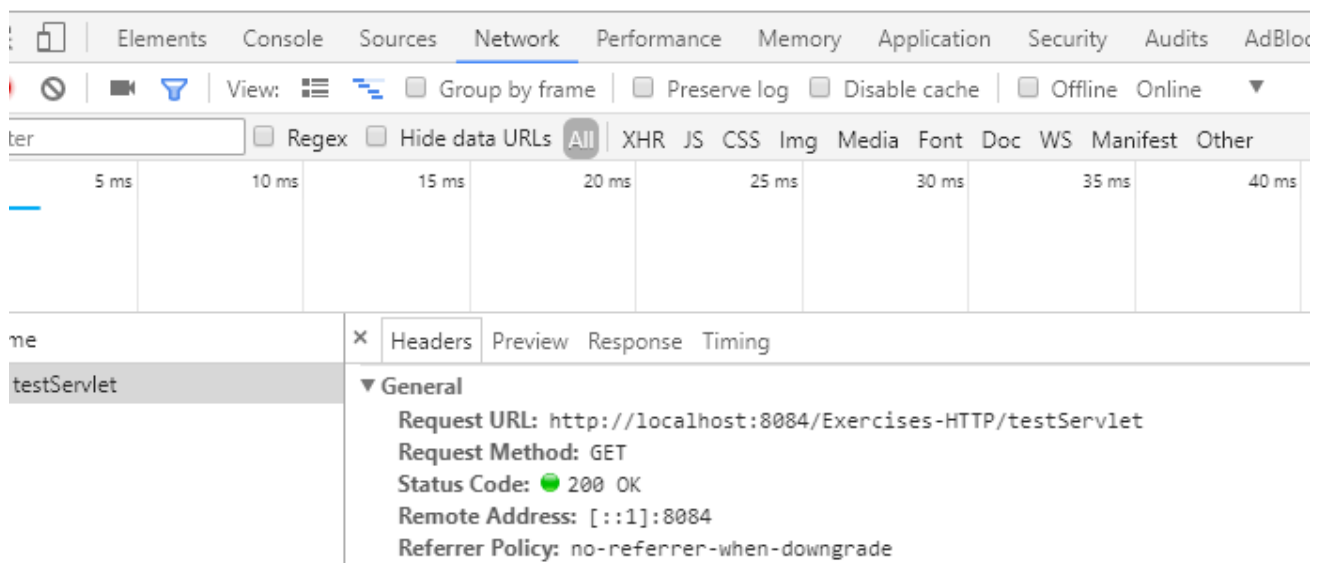 Elements Console Sources Network Performance Memory Application Security Audits AdBloc
View: Group by frame Preserve log Disable cache Offline Online
ter Regex Hide data URLs All XHR JS CSS Img Media Font Doc WS Manifest Other
5 ms 10 ms 15 ms 20 ms 25 ms 30 ms 35 ms 40 ms
me × Headers Preview Response Timing
testServlet ▼ General
Request URL: http://localhost:8084/Exercises-HTTP/testServlet
Request Method: GET
Status Code: 200 OK
Remote Address: [::1]:8084
Referrer Policy: no-referrer-when-downgrade